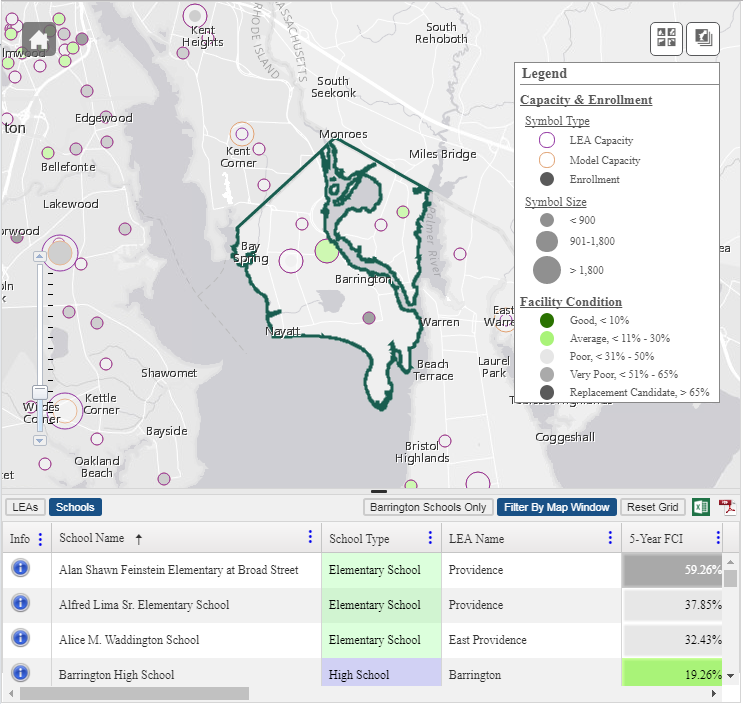 Kent
Heights
RHODE ISLAND
MASSACHUSETTS
South
Rehoboth
South
Seekonk
Edgewood
ton
Monroes
Miles Bridge
Kent
Corner
Bellefonte
Lakewood
Palmer River
Bay
Spring
Barrington
Nayatt
Warren
East
Beach
Terrace
Laurel
Park
Shawomet
Kettle
Corner
Wildes
Corner
Bayside
Oakland
Beach
Bristol
Highlands
Coggeshall
Legend
Capacity & Enrollment
Symbol Type
LEA Capacity
Model Capacity
Enrollment
Symbol Size
< 900
901-1,800
> 1,800
Facility Condition
Good, < 10%
Average, < 11% - 30%
Poor, < 31% - 50%
Very Poor, < 51% - 65%
Replacement Candidate, > 65%
LEAs Schools Barrington Schools Only Filter By Map Window Reset Grid
Info School Name School Type LEA Name 5-Year FCI
Alan Shawn Feinstein Elementary at Broad Street Elementary School Providence 59.26%
Alfred Lima Sr. Elementary School Elementary School Providence 37.85%
Alice M. Waddington School Elementary School East Providence 32.43%
Barrington High School High School Barrington 19.26%